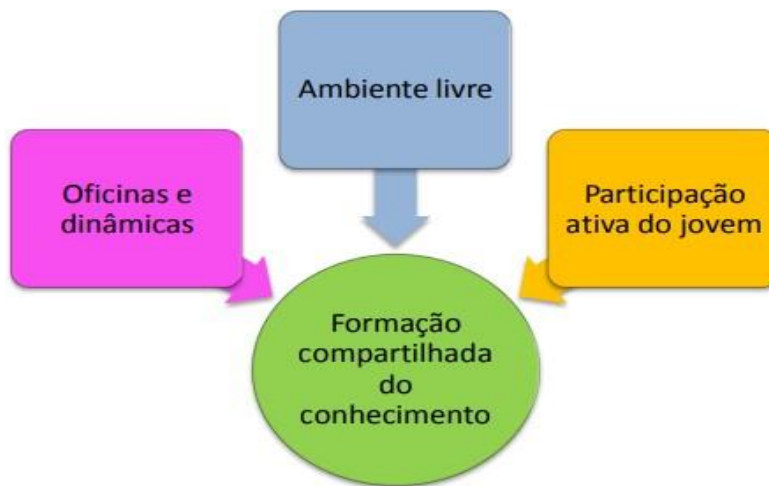 Ambiente livre
Oficinas e
dinâmicas
Participação
ativa do jovem
Formação
compartilhada
do
conhecimento